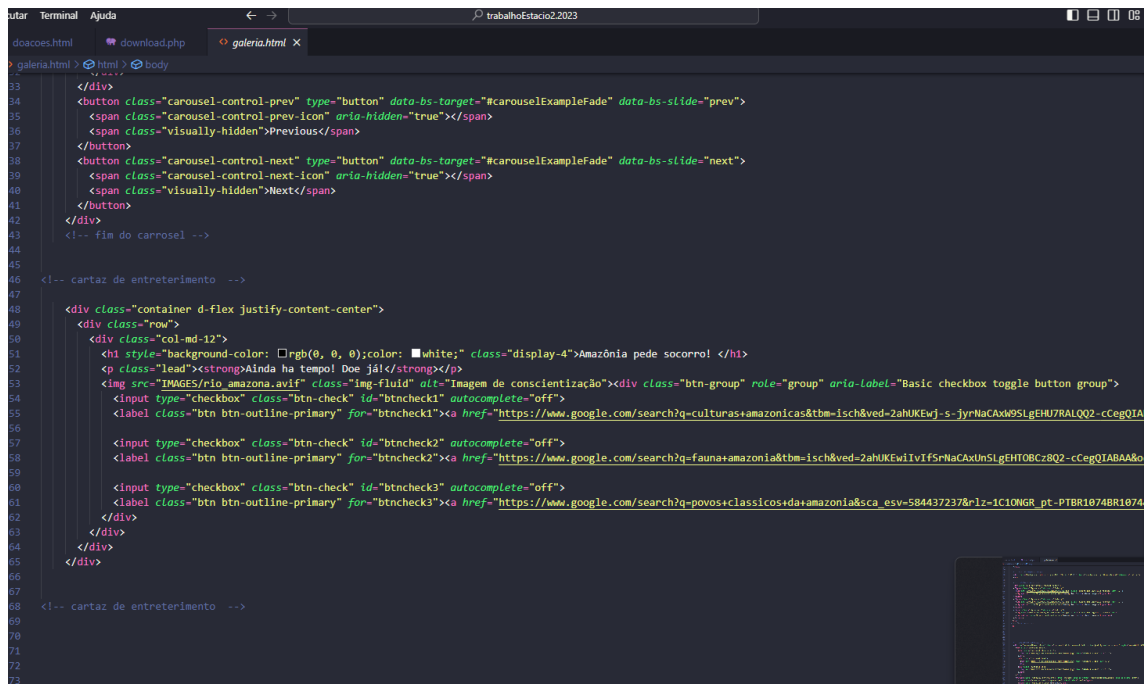 cutar Terminal Ajuda ← → trabalhoEstacio2.2023
doacoes.html download.php <> galeria.html ×
galeria.html > html > body
33 </div>
34 <button class="carousel-control-prev" type="button" data-bs-target="#carouselExampleFade" data-bs-slide="prev">
35 <span class="carousel-control-prev-icon" aria-hidden="true"></span>
36 <span class="visually-hidden">Previous</span>
37 </button>
38 <button class="carousel-control-next" type="button" data-bs-target="#carouselExampleFade" data-bs-slide="next">
39 <span class="carousel-control-next-icon" aria-hidden="true"></span>
40 <span class="visually-hidden">Next</span>
41 </button>
42 </div>
43 <!-- fim do carrosel -->
44
45
46 <!-- cartaz de entreterimento -->
47
48 <div class="container d-flex justify-content-center">
49 <div class="row">
50 <div class="col-md-12">
51 <h1 style="background-color: rgb(0, 0, 0);color: white;" class="display-4">Amazônia pede socorro! </h1>
52 <p class="lead"><strong>Ainda ha tempo! Doe já!</strong></p>
53 <img src="IMAGES/rio_amazona.avif" class="img-fluid" alt="Imagem de conscientização"><div class="btn-group" role="group" aria-label="Basic checkbox toggle button group">
54 <input type="checkbox" class="btn-check" id="btncheck1" autocomplete="off">
55 <label class="btn btn-outline-primary" for="btncheck1"><a href="https://www.google.com/search?q=culturas+amazonicas&tbm=isch&ved=2ahUKEwj-s-jyrNaCAxW9SLgEHU7RALQQ2-cCegQIA
56
57 <input type="checkbox" class="btn-check" id="btncheck2" autocomplete="off">
58 <label class="btn btn-outline-primary" for="btncheck2"><a href="https://www.google.com/search?q=fauna+amazonia&tbm=isch&ved=2ahUKEwiIvIfSrNaCAxUnSLgEHTOBCz8Q2-cCegQIABAA&o
59
60 <input type="checkbox" class="btn-check" id="btncheck3" autocomplete="off">
61 <label class="btn btn-outline-primary" for="btncheck3"><a href="https://www.google.com/search?q=povos+classicos+da+amazonia&sca_esv=584437237&rlz=1C1ONGR_pt-PTBR1074BR1074
62 </div>
63 </div>
64 </div>
65 </div>
66
67
68 <!-- cartaz de entreterimento -->
69
70
71
72
73